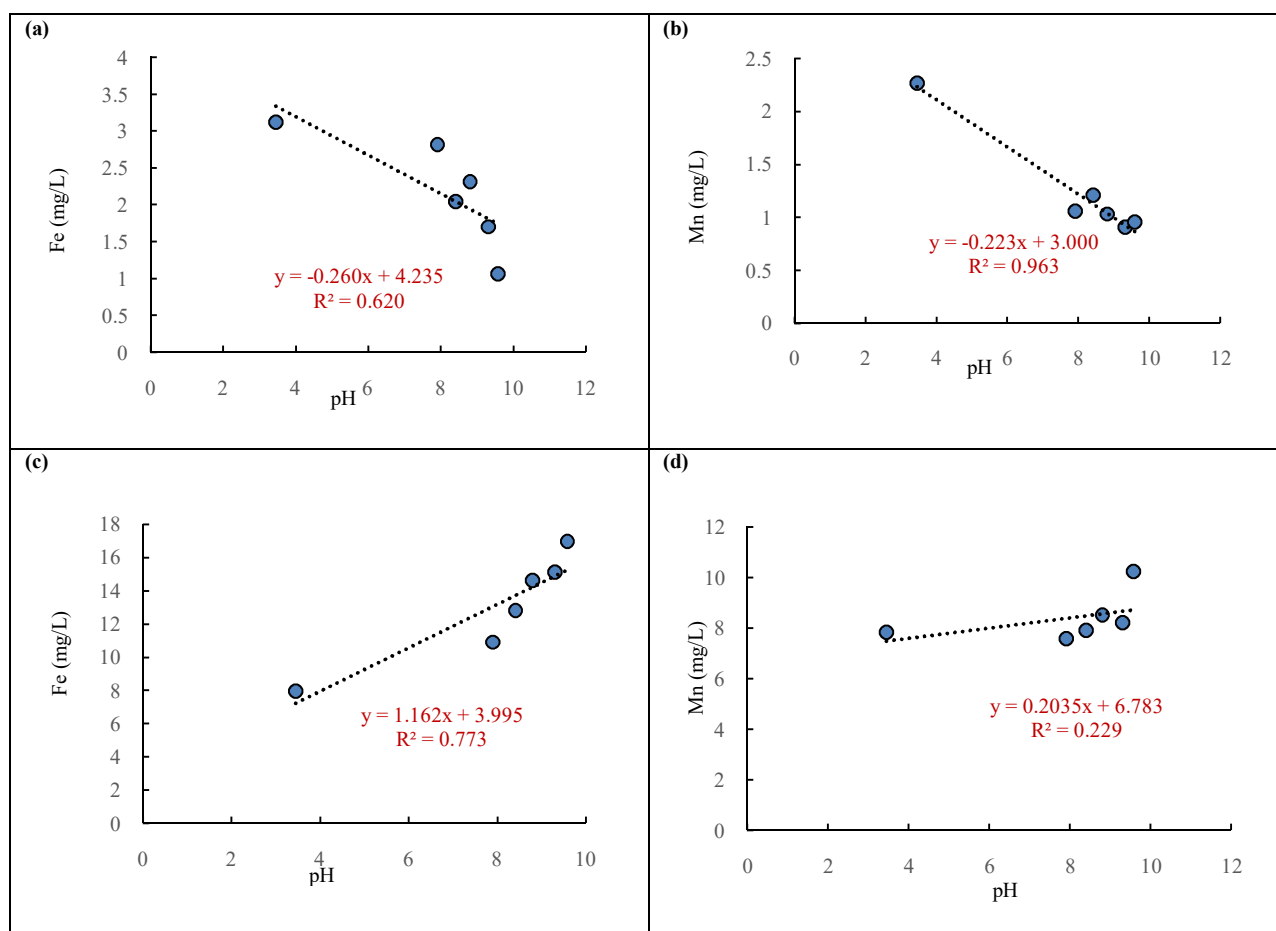 (a)
4
3.5
3
2.5
2
1.5
1
0.5
0
Fe (mg/L)
y = -0.260x + 4.235
R² = 0.620
0 2 4 6 8 10 12
pH
(b)
2.5
2
1.5
1
0.5
0
Mn (mg/L)
y = -0.223x + 3.000
R² = 0.963
0 2 4 6 8 10 12
pH
(c)
18
16
14
12
10
8
6
4
2
0
Fe (mg/L)
y = 1.162x + 3.995
R² = 0.773
0 2 4 6 8 10
pH
(d)
12
10
8
6
4
2
0
Mn (mg/L)
y = 0.2035x + 6.783
R² = 0.229
0 2 4 6 8 10 12
pH